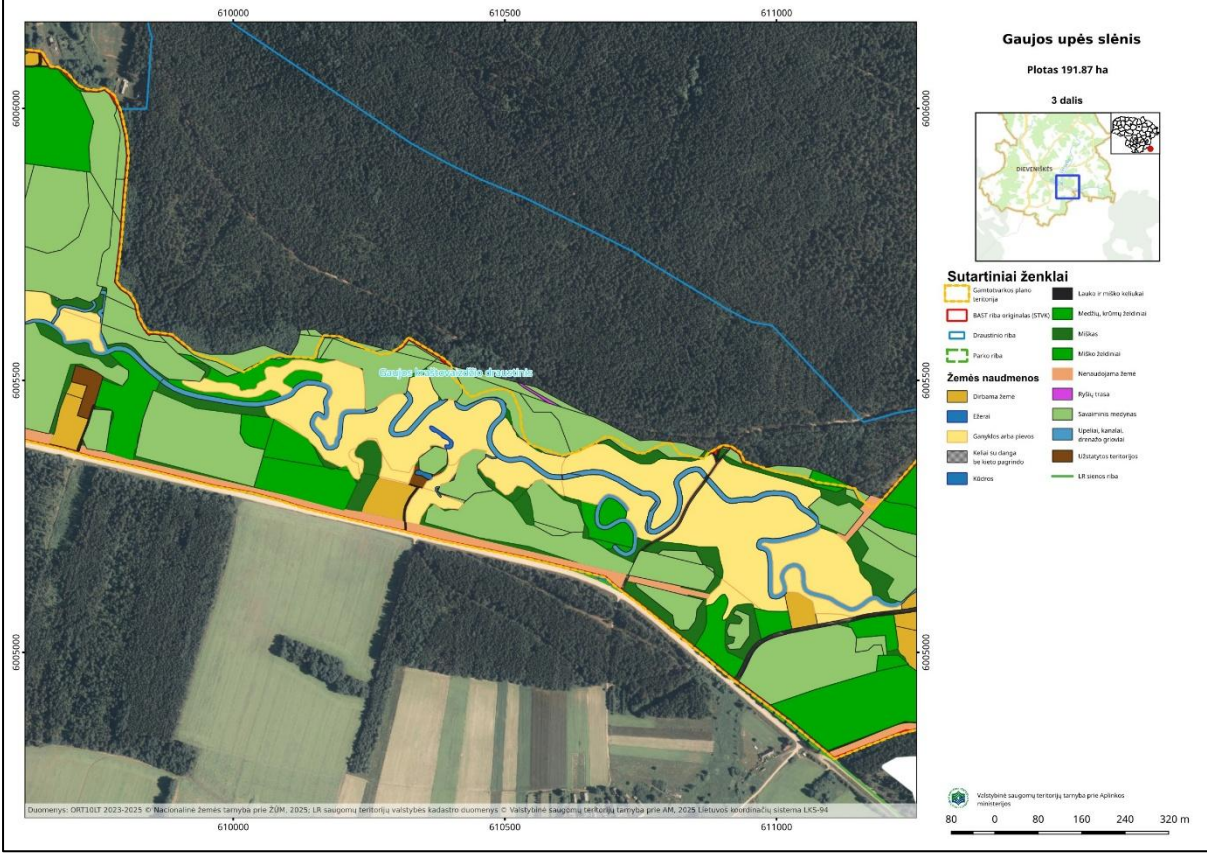 610000
610500
611000
6006000
6006000
6005500
6005500
6005000
6005000
Gaujos kraštovaizdžio draustinis
Duomenys: ORT10LT 2023-2025 © Nacionalinė žemės tarnyba prie ŽŪM, 2025; LR saugomų teritorijų valstybės kadastro duomenys © Valstybinė saugomų teritorijų tarnyba prie AM, 2025 Lietuvos koordinačių sistema LKS-94
610000
610500
611000
Gaujos upės slėnis
Plotas 191.87 ha
3 dalis
DIEVENIŠKĖS
Sutartiniai ženklai
Gamtotvarkos plano
teritorija
BAST riba originalas (STVK)
Draustinio riba
Parko riba
Žemės naudmenos
Dirbama žemė
Ežerai
Ganyklos arba pievos
Keliai su danga
be kieto pagrindo
Kūdros
Lauko ir miško keliukai
Medžių, krūmų želdiniai
Miškas
Miško želdiniai
Nenaudojama žemė
Ryšių trasa
Savaiminis medynas
Upeliai, kanalai,
drenažo grioviai
Užstatytos teritorijos
LR sienos riba
Valstybinė saugomų teritorijų tarnyba prie Aplinkos
ministerijos
80 0 80 160 240 320 m